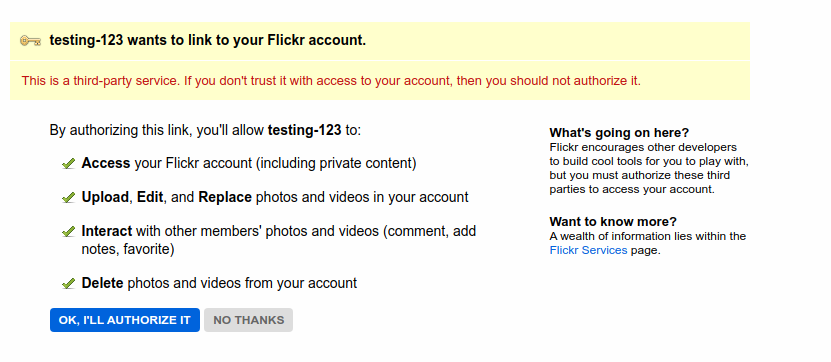 testing-123 wants to link to your Flickr account.
This is a third-party service. If you don't trust it with access to your account, then you should not authorize it.
By authorizing this link, you'll allow testing-123 to:
Access your Flickr account (including private content)
Upload, Edit, and Replace photos and videos in your account
Interact with other members' photos and videos (comment, add
notes, favorite)
Delete photos and videos from your account
OK, I'LL AUTHORIZE IT
NO THANKS
What's going on here?
Flickr encourages other developers
to build cool tools for you to play with,
but you must authorize these third
parties to access your account.
Want to know more?
A wealth of information lies within the
Flickr Services page.